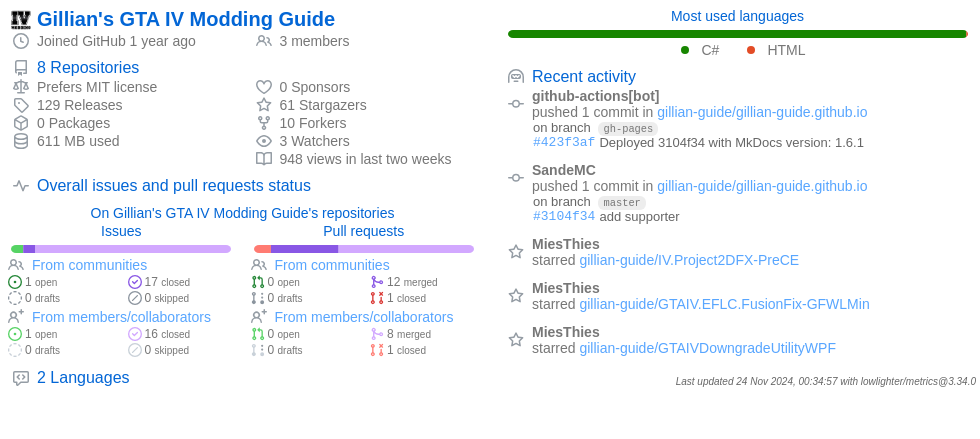 Gillian's GTA IV Modding Guide
Joined GitHub 1 year ago
3 members
8 Repositories
Prefers MIT license
0 Sponsors
129 Releases
61 Stargazers
0 Packages
10 Forkers
611 MB used
3 Watchers
948 views in last two weeks
Overall issues and pull requests status
On Gillian's GTA IV Modding Guide's repositories
Issues
From communities
1 open
17 closed
0 drafts
0 skipped
From members/collaborators
1 open
16 closed
0 drafts
0 skipped
Pull requests
From communities
0 open
12 merged
0 drafts
1 closed
From members/collaborators
0 open
8 merged
0 drafts
1 closed
2 Languages
Most used languages
C#
HTML
Recent activity
github-actions[bot]
pushed 1 commit in gillian-guide/gillian-guide.github.io
on branch gh-pages
#423f3af Deployed 3104f34 with MkDocs version: 1.6.1
SandeMC
pushed 1 commit in gillian-guide/gillian-guide.github.io
on branch master
#3104f34 add supporter
MiesThies
starred gillian-guide/IV.Project2DFX-PreCE
MiesThies
starred gillian-guide/GTAIV.EFLC.FusionFix-GFWLMin
MiesThies
starred gillian-guide/GTAIVDowngradeUtilityWPF
Last updated 24 Nov 2024, 00:34:57 with lowlighter/metrics@3.34.0